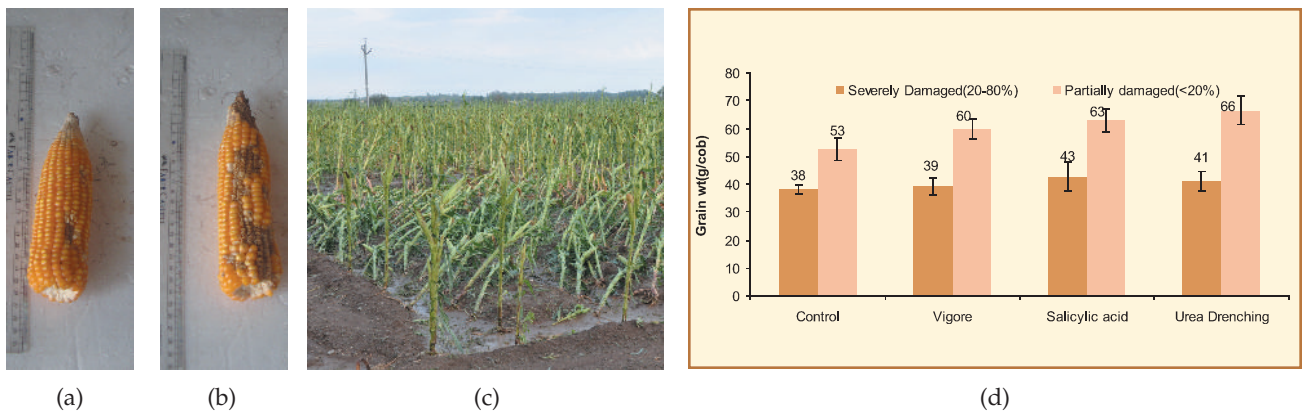 80
70
60
50
40
30
20
10
0
Grain wt(g/cob)
Severely Damaged(20-80%) Partially damaged(<20%)
38 53 39 60 43 63 41 66
Control Vigore Salicylic acid Urea Drenching
(a) (b) (c) (d)